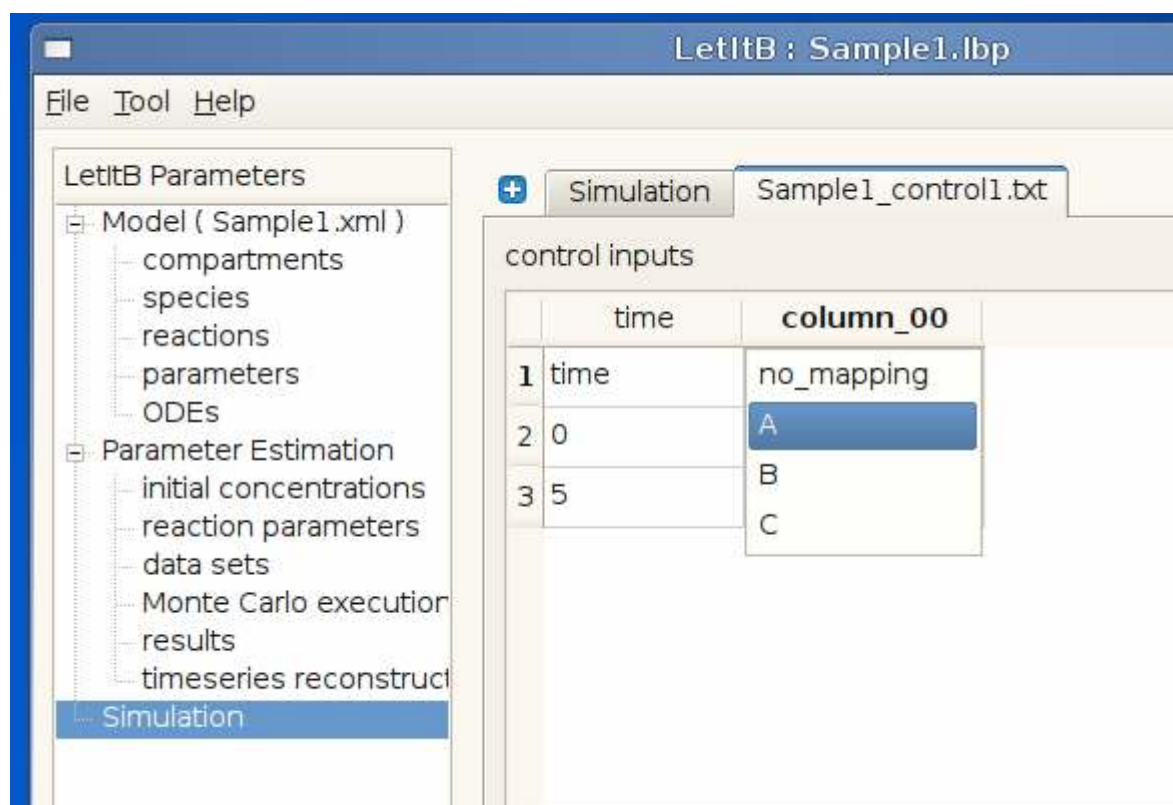 LetItB : Sample1.lbp
File Tool Help
LetItB Parameters
Model ( Sample1.xml )
compartments
species
reactions
parameters
ODEs
Parameter Estimation
initial concentrations
reaction parameters
data sets
Monte Carlo execution
results
timeseries reconstruct
Simulation
Simulation Sample1_control1.txt
control inputs
time column_00
1 time no_mapping
A
2 0
B
3 5
C